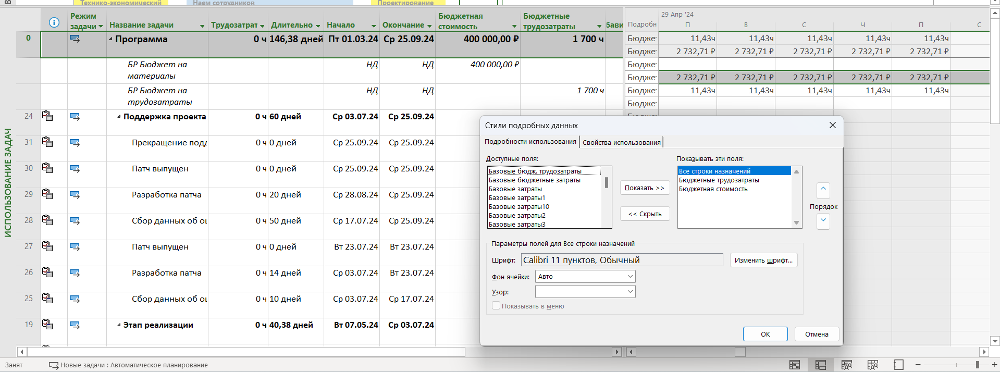 Технико-экономический
Наем сотрудников
Проектирование
Режим задачи
Название задачи
Трудозатрат
Длительно
Начало
Окончание
Бюджетная стоимость
Бюджетные трудозатраты
бави
Подробн
29 Апр '24
П В С Ч П С
0 Программа 0 ч 146,38 дней Пт 01.03.24 Ср 25.09.24 400 000,00 ₽ 1 700 ч
Бюдже 11,43ч 11,43ч 11,43ч 11,43ч 11,43ч
Бюдже 2 732,71 ₽ 2 732,71 ₽ 2 732,71 ₽ 2 732,71 ₽ 2 732,71 ₽
БР Бюджет на материалы НД НД 400 000,00 ₽
Бюдже
Бюдже 2 732,71 ₽ 2 732,71 ₽ 2 732,71 ₽ 2 732,71 ₽ 2 732,71 ₽
БР Бюджет на трудозатраты НД НД 1 700 ч
Бюдже 11,43ч 11,43ч 11,43ч 11,43ч 11,43ч
Бюдже
24 Поддержка проекта 0 ч 60 дней Ср 03.07.24 Ср 25.09.24
31 Прекращение подд 0 ч 0 дней Ср 25.09.24 Ср 25.09.24
30 Патч выпущен 0 ч 0 дней Ср 25.09.24 Ср 25.09.24
29 Разработка патча 0 ч 20 дней Ср 28.08.24 Ср 25.09.24
28 Сбор данных об ош 0 ч 50 дней Ср 17.07.24 Ср 25.09.24
27 Патч выпущен 0 ч 0 дней Вт 23.07.24 Вт 23.07.24
26 Разработка патча 0 ч 14 дней Ср 03.07.24 Вт 23.07.24
25 Сбор данных об ош 0 ч 10 дней Ср 03.07.24 Ср 17.07.24
19 Этап реализации 0 ч 40,38 дней Вт 07.05.24 Ср 03.07.24
ИСПОЛЬЗОВАНИЕ ЗАДАЧ
Стили подробных данных
Подробности использования
Свойства использования
Доступные поля:
Базовые бюдж. трудозатраты
Базовые бюджетные затраты
Базовые затраты
Базовые затраты1
Базовые затраты10
Базовые затраты2
Базовые затраты3
Показать >>
<< Скрыть
Показывать эти поля:
Все строки назначений
Бюджетные трудозатраты
Бюджетная стоимость
Порядок
Параметры полей для Все строки назначений
Шрифт: Calibri 11 пунктов, Обычный
Изменить шрифт...
Фон ячейки: Авто
Узор:
Показывать в меню
ОК
Отмена
Занят
Новые задачи : Автоматическое планирование